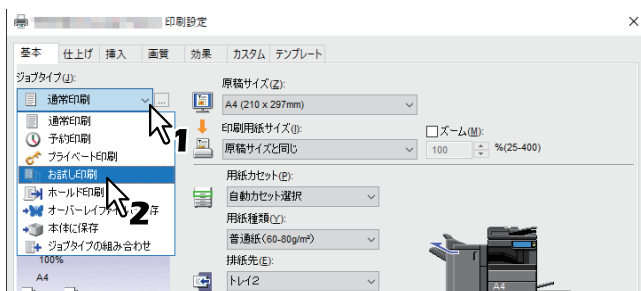 印刷設定
基本 仕上げ 挿入 画質 効果 カスタム テンプレート
ジョブタイプ(J):
通常印刷
...
1
通常印刷
予約印刷
プライベート印刷
お試し印刷
ホールド印刷
2
オーバーレイ
存
本体に保存
ジョブタイプの組み合わせ
100%
A4
原稿サイズ(Z):
A4 (210 x 297mm)
印刷用紙サイズ(I):
原稿サイズと同じ
ズーム(M):
100 %(25-400)
用紙カセット(P):
自動カセット選択
用紙種類(Y):
普通紙(60-80g/m²)
排紙先(E):
トレイ2
A4